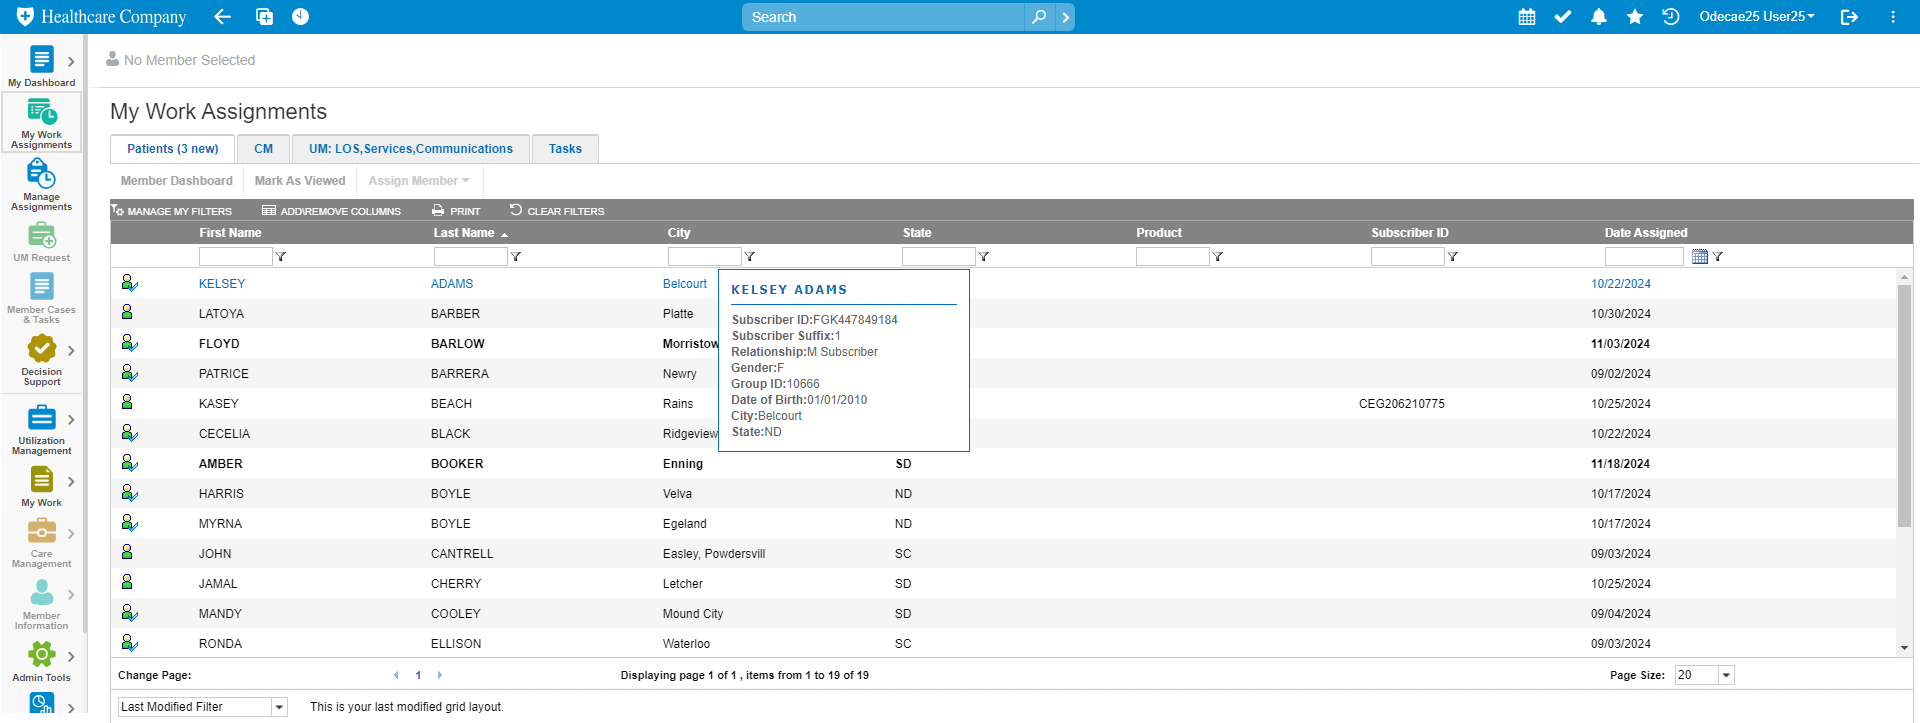 Healthcare Company
Search
Odecae25 User25
My Dashboard
My Work
Assignments
Manage
Assignments
UM Request
Member Cases
& Tasks
Decision
Support
Utilization
Management
My Work
Care
Management
Member
Information
Admin Tools
No Member Selected
My Work Assignments
Patients (3 new) CM UM: LOS,Services,Communications Tasks
Member Dashboard Mark As Viewed Assign Member
MANAGE MY FILTERS ADD\REMOVE COLUMNS PRINT CLEAR FILTERS
First Name Last Name City State Product Subscriber ID Date Assigned
KELSEY ADAMS Belcourt 10/22/2024
LATOYA BARBER Platte 10/30/2024
FLOYD BARLOW Morristow 11/03/2024
PATRICE BARRERA Newry 09/02/2024
KASEY BEACH Rains CEG206210775 10/25/2024
CECELIA BLACK Ridgeview 10/22/2024
AMBER BOOKER Enning SD 11/18/2024
HARRIS BOYLE Velva ND 10/17/2024
MYRNA BOYLE Egeland ND 10/17/2024
JOHN CANTRELL Easley, Powdersvill SC 09/03/2024
JAMAL CHERRY Letcher SD 10/25/2024
MANDY COOLEY Mound City SD 09/04/2024
RONDA ELLISON Waterloo SC 09/03/2024
KELSEY ADAMS
Subscriber ID:FGK447849184
Subscriber Suffix:1
Relationship:M Subscriber
Gender:F
Group ID:10666
Date of Birth:01/01/2010
City:Belcourt
State:ND
Change Page: 1 Displaying page 1 of 1 , items from 1 to 19 of 19 Page Size: 20
Last Modified Filter This is your last modified grid layout.